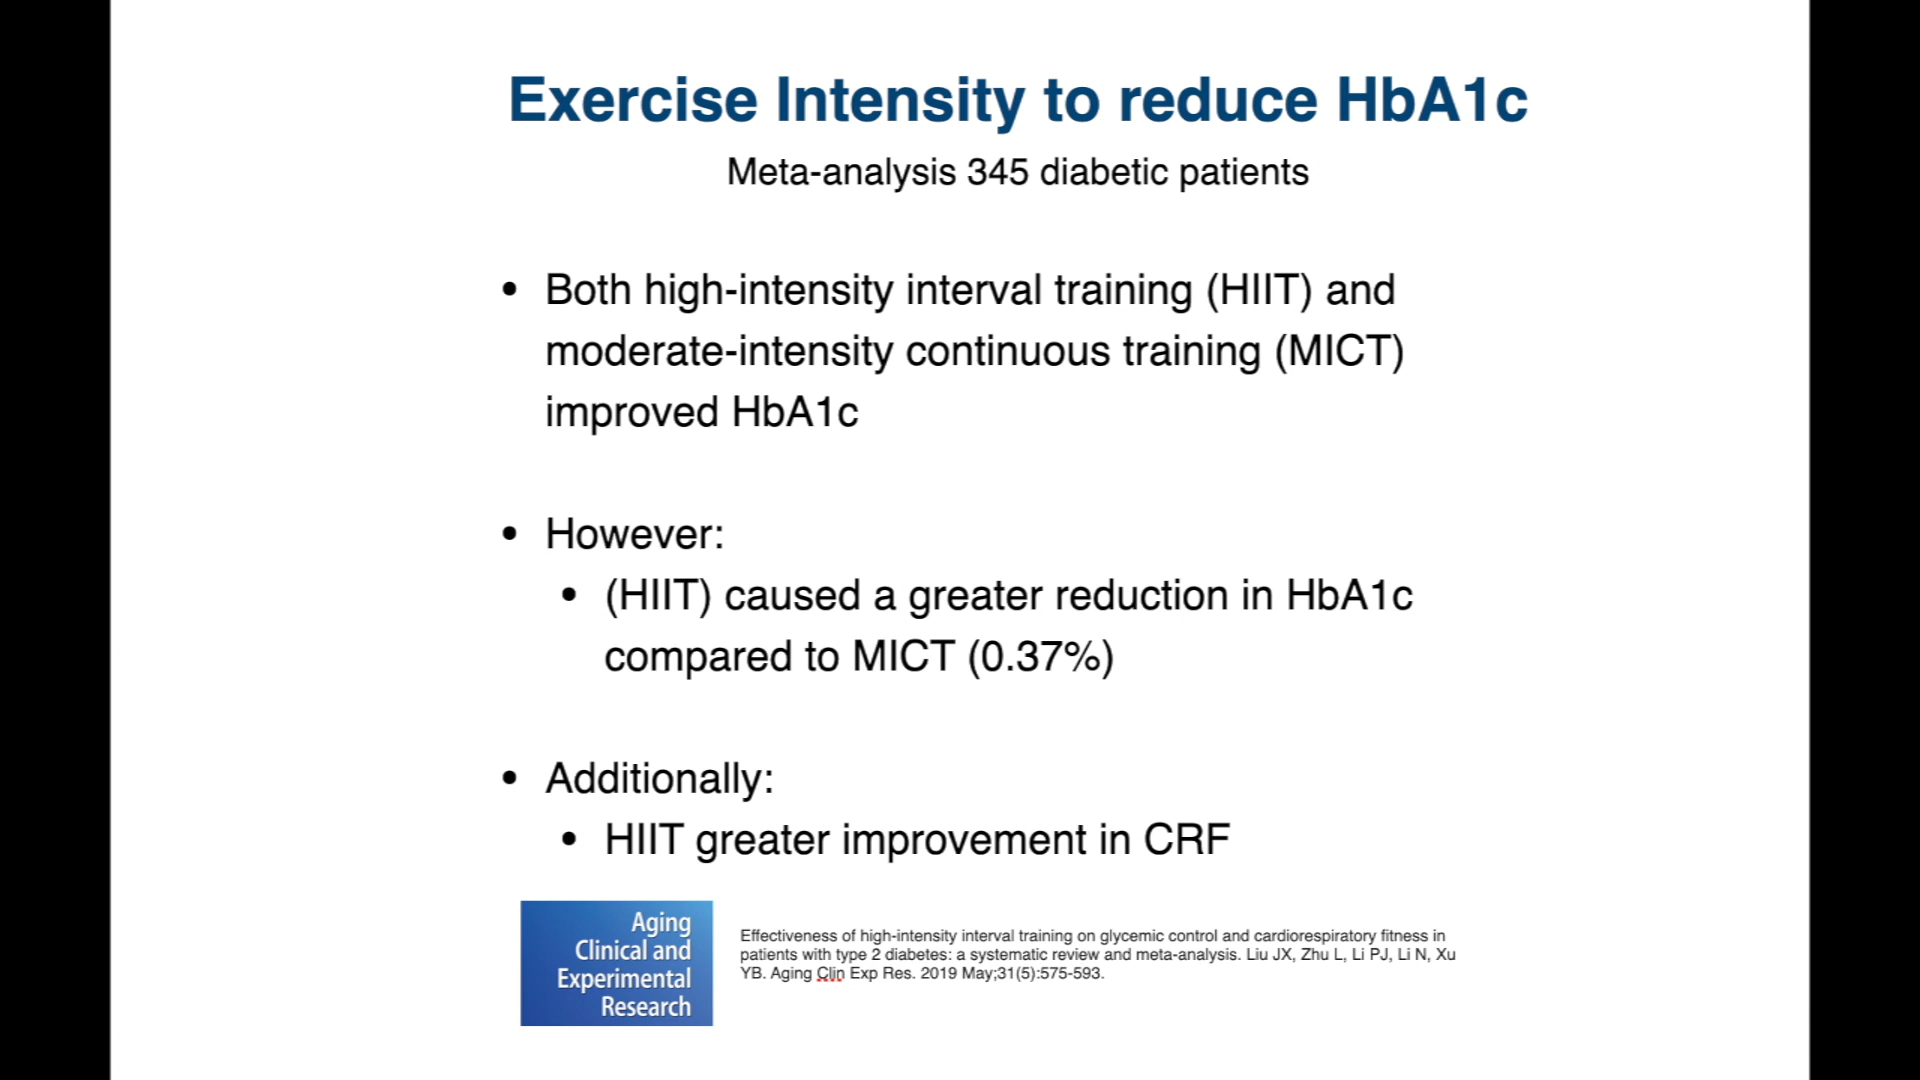 Exercise Intensity to reduce HbA1c
Meta-analysis 345 diabetic patients
• Both high-intensity interval training (HIIT) and
moderate-intensity continuous training (MICT)
improved HbA1c
• However:
• (HIIT) caused a greater reduction in HbA1c
compared to MICT (0.37%)
• Additionally:
• HIIT greater improvement in CRF
Aging
Clinical and
Experimental
Research
Effectiveness of high-intensity interval training on glycemic control and cardiorespiratory fitness in
patients with type 2 diabetes: a systematic review and meta-analysis. Liu JX, Zhu L, Li PJ, Li N, Xu
YB. Aging Clin Exp Res. 2019 May;31(5):575-593.